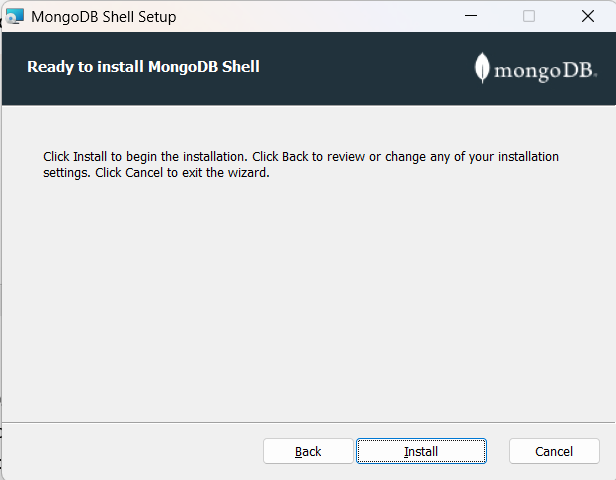 MongoDB Shell Setup
Ready to install MongoDB Shell
mongoDB®
Click Install to begin the installation. Click Back to review or change any of your installation
settings. Click Cancel to exit the wizard.
Back
Install
Cancel